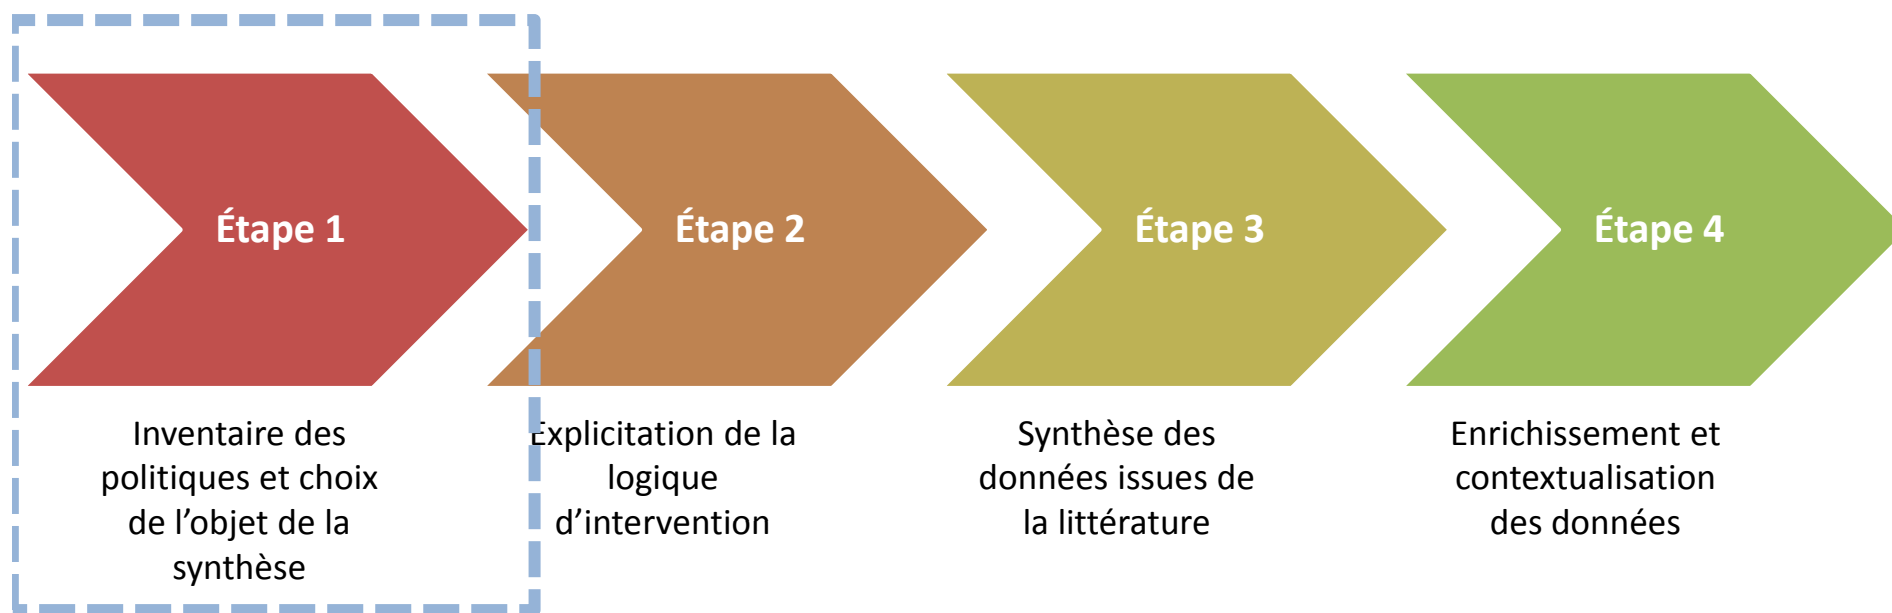 Étape 1
Étape 2
Étape 3
Étape 4
Inventaire des
politiques et choix
de l’objet de la
synthèse
Explicitation de la
logique
d’intervention
Synthèse des
données issues de
la littérature
Enrichissement et
contextualisation
des données